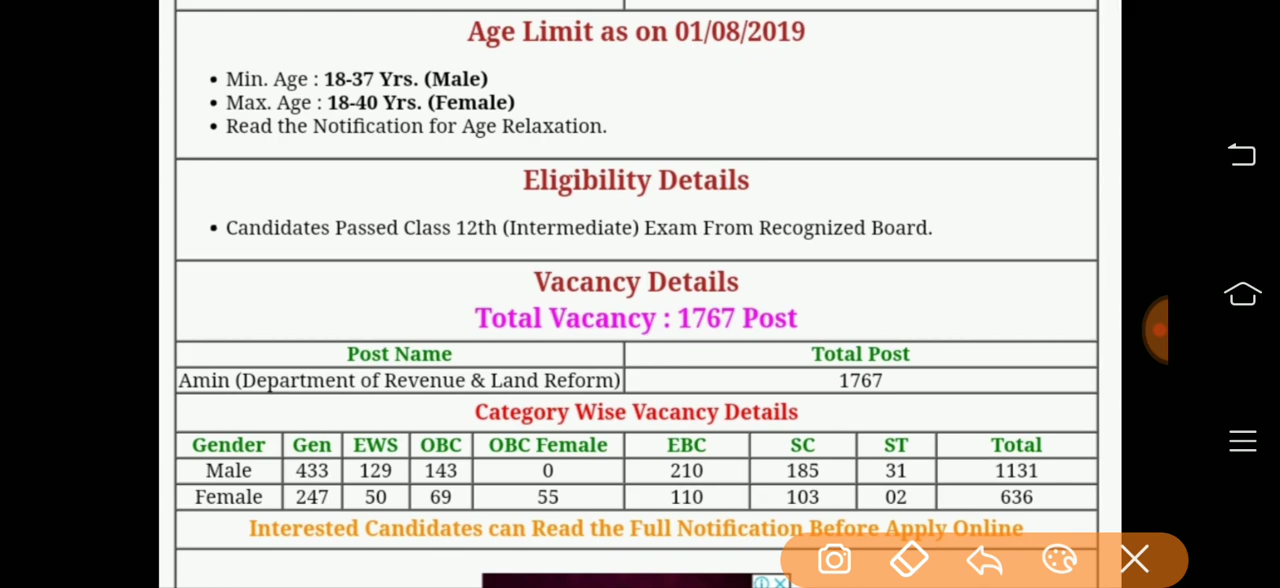 Age Limit as on 01/08/2019
• Min. Age : 18-37 Yrs. (Male)
• Max. Age : 18-40 Yrs. (Female)
• Read the Notification for Age Relaxation.
Eligibility Details
• Candidates Passed Class 12th (Intermediate) Exam From Recognized Board.
Vacancy Details
Total Vacancy : 1767 Post
Post Name Total Post
Amin (Department of Revenue & Land Reform) 1767
Category Wise Vacancy Details
Gender Gen EWS OBC OBC Female EBC SC ST Total
Male 433 129 143 0 210 185 31 1131
Female 247 50 69 55 110 103 02 636
Interested Candidates can Read the Full Notification Before Apply Online